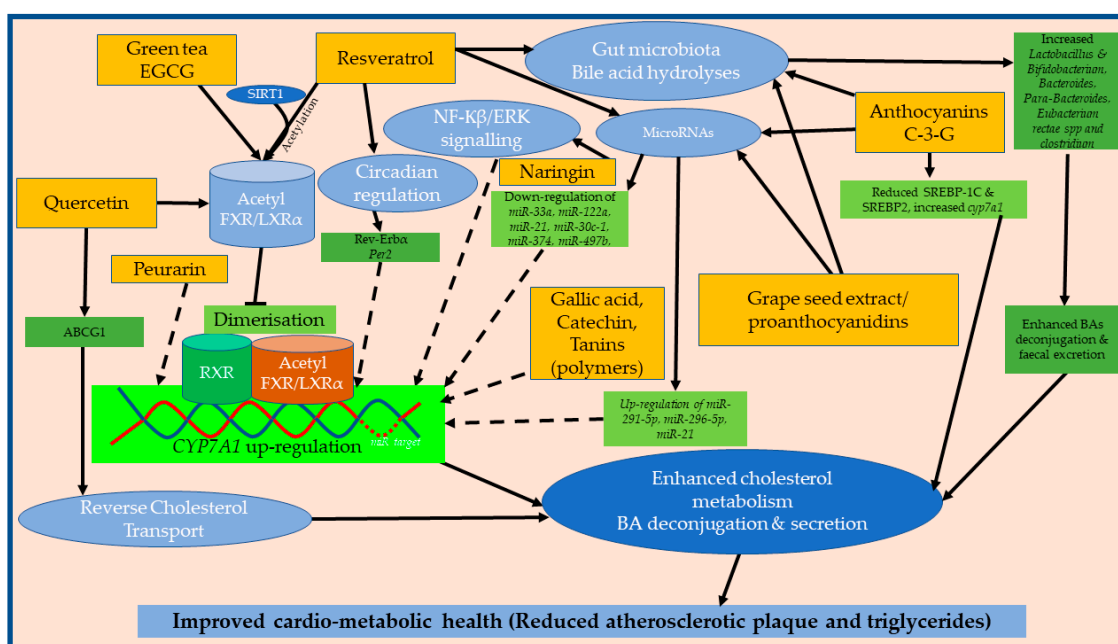 Green tea
EGCG
Resveratrol
Gut microbiota
Bile acid hydrolyses
Increased
Lactobacillus &
Bifidobacterium,
Bacteroides,
Para-Bacteroides,
Eubacterium
rectae spp and
clostridium
SIRT1
Acetylation
NF-Kβ/ERK
signalling
MicroRNAs
Anthocyanins
C-3-G
Quercetin
Acetyl
FXR/LXRα
Circadian
regulation
Naringin
Down-regulation of
miR-33a, miR-122a,
miR-21, miR-30c-1,
miR-374, miR-497b,
Reduced SREBP-1C &
SREBP2, increased cyp7a1
Rev-Erbα
Per2
Peurarin
Gallic acid,
Catechin,
Tanins
(polymers)
Grape seed extract/
proanthocyanidins
ABCG1
Dimerisation
RXR
Acetyl
FXR/LXRα
Enhanced BAs
deconjugation &
faecal excretion
Up-regulation of miR-
291-5p, miR-296-5p,
miR-21
miR target
CYP7A1 up-regulation
Reverse Cholesterol
Transport
Enhanced cholesterol
metabolism
BA deconjugation & secretion
Improved cardio-metabolic health (Reduced atherosclerotic plaque and triglycerides)